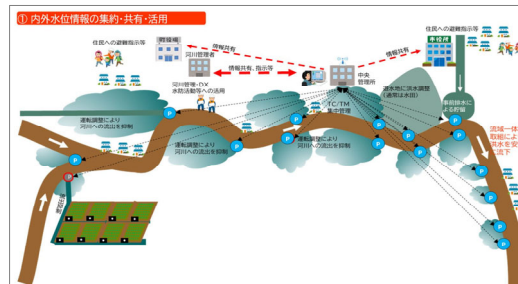 ① 内外水位情報の集約・共有・活用
住民への避難指示等
情報共有
河川管理者
情報共有、指示等
河川管理・DX
水防活動等への活用
中央
管理所
TC/TM
集中管理
情報共有
市役所
住民への避難指示等
遊水地に洪水調整
(通常は水田)
事前排水に
よる貯留
運転調整により
河川への流出を抑制
運転調整により
河川への流出を抑制
運転調整により
河川への流出を抑制
流域一体
取組によ
洪水を安
に流下
P
P
P
P
P
P
P
P
P
P
P
P
P